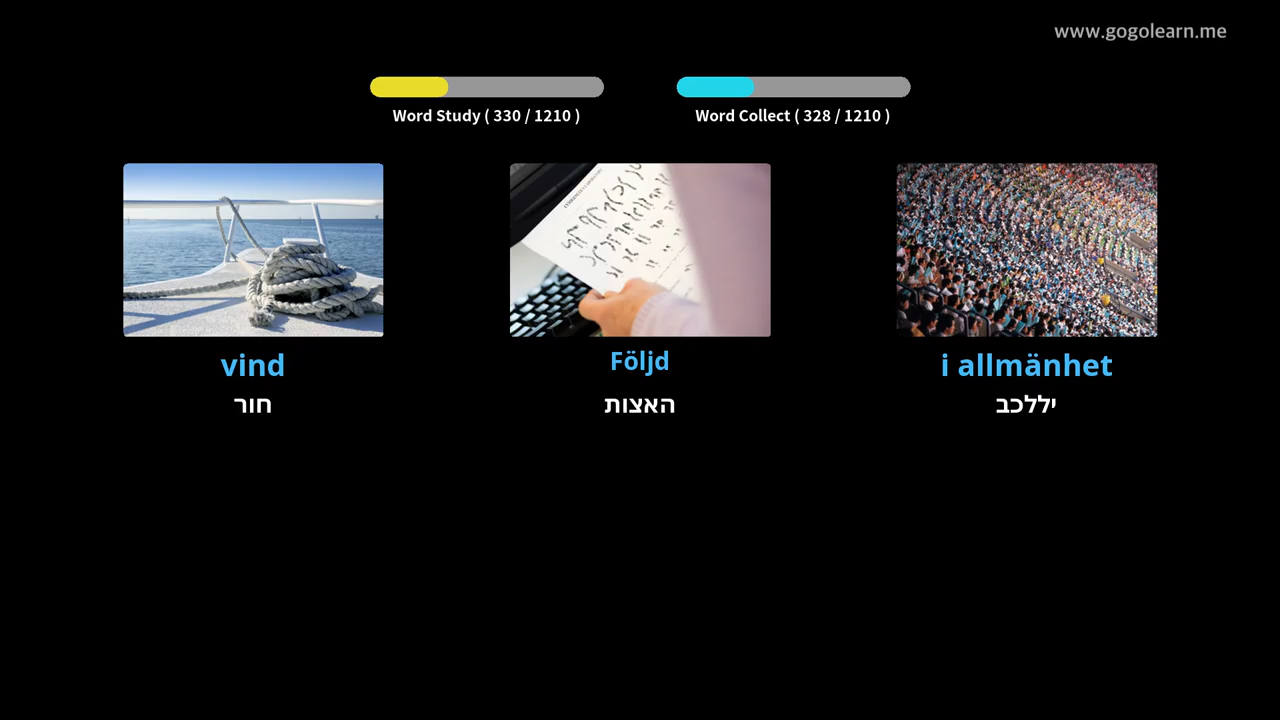 www.gogolearn.me
Word Study ( 330 / 1210 )
Word Collect ( 328 / 1210 )
vind
חור
Följd
האצות
i allmänhet
יללכב